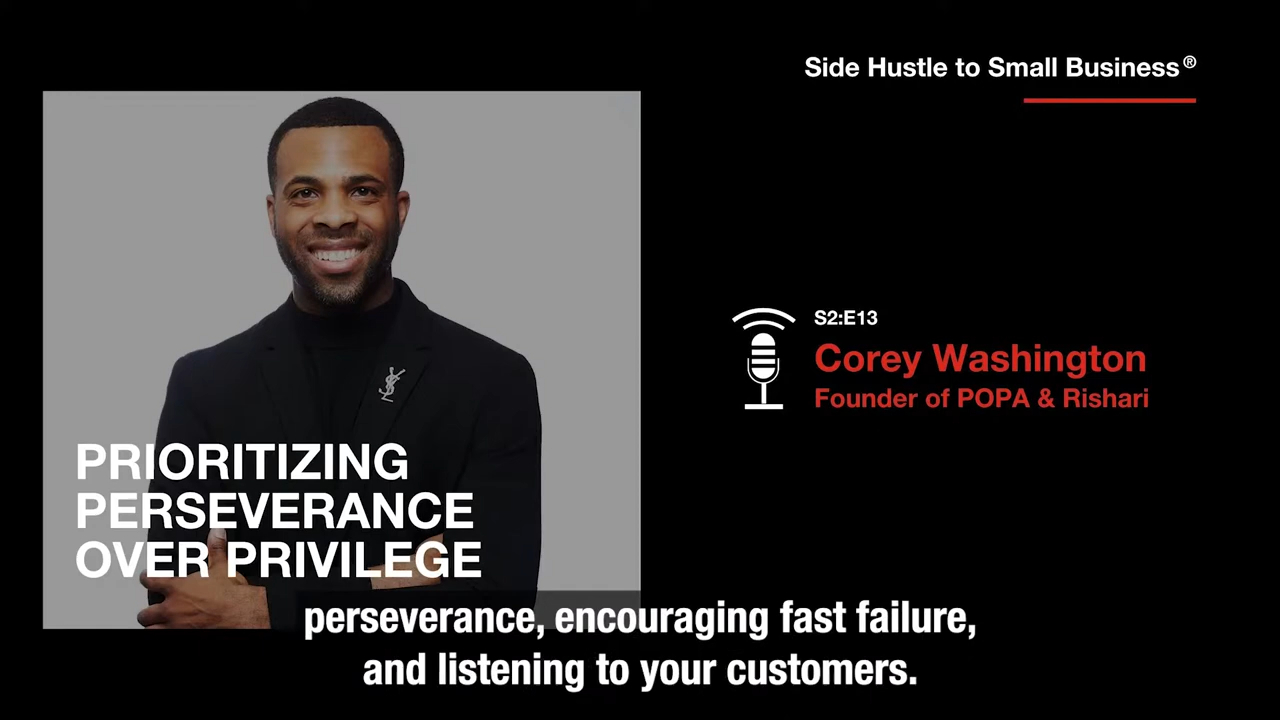 Side Hustle to Small Business®
S2:E13
Corey Washington
Founder of POPA & Rishari
PRIORITIZING
PERSEVERANCE
OVER PRIVILEGE
perseverance, encouraging fast failure,
and listening to your customers.